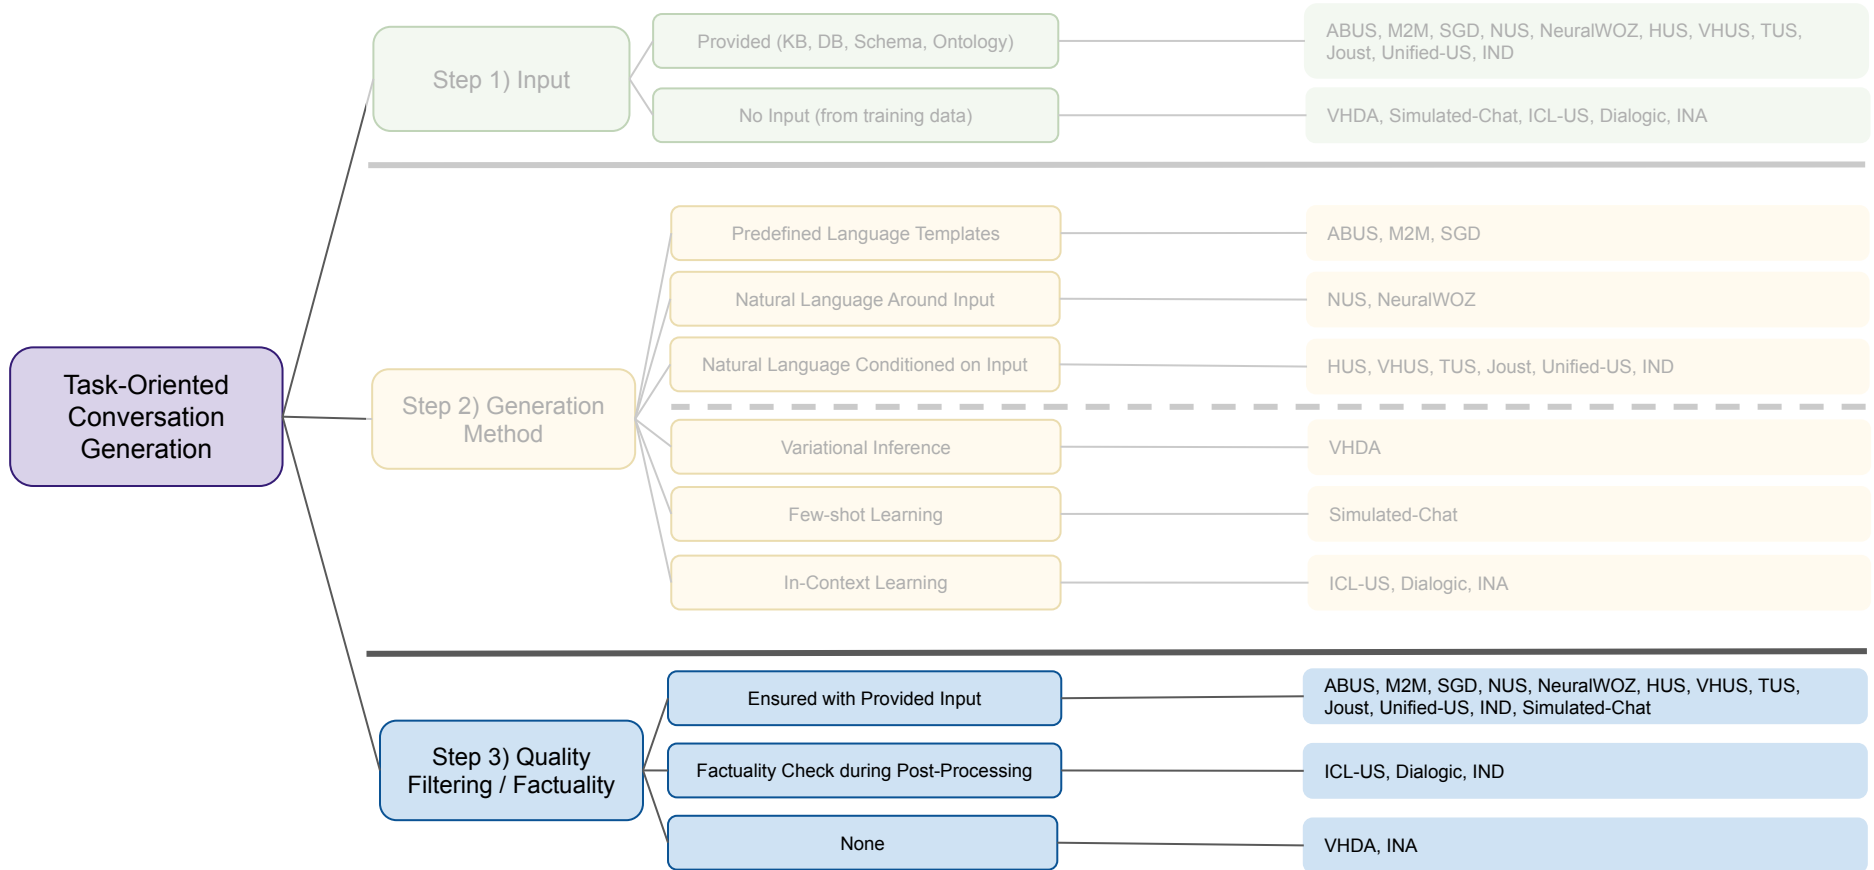 Task-Oriented
Conversation
Generation
Step 1) Input
Provided (KB, DB, Schema, Ontology)
ABUS, M2M, SGD, NUS, NeuralWOZ, HUS, VHUS, TUS,
Joust, Unified-US, IND
No Input (from training data)
VHDA, Simulated-Chat, ICL-US, Dialogic, INA
Step 2) Generation
Method
Predefined Language Templates
ABUS, M2M, SGD
Natural Language Around Input
NUS, NeuralWOZ
Natural Language Conditioned on Input
HUS, VHUS, TUS, Joust, Unified-US, IND
Variational Inference
VHDA
Few-shot Learning
Simulated-Chat
In-Context Learning
ICL-US, Dialogic, INA
Step 3) Quality
Filtering / Factuality
Ensured with Provided Input
ABUS, M2M, SGD, NUS, NeuralWOZ, HUS, VHUS, TUS,
Joust, Unified-US, IND, Simulated-Chat
Factuality Check during Post-Processing
ICL-US, Dialogic, IND
None
VHDA, INA